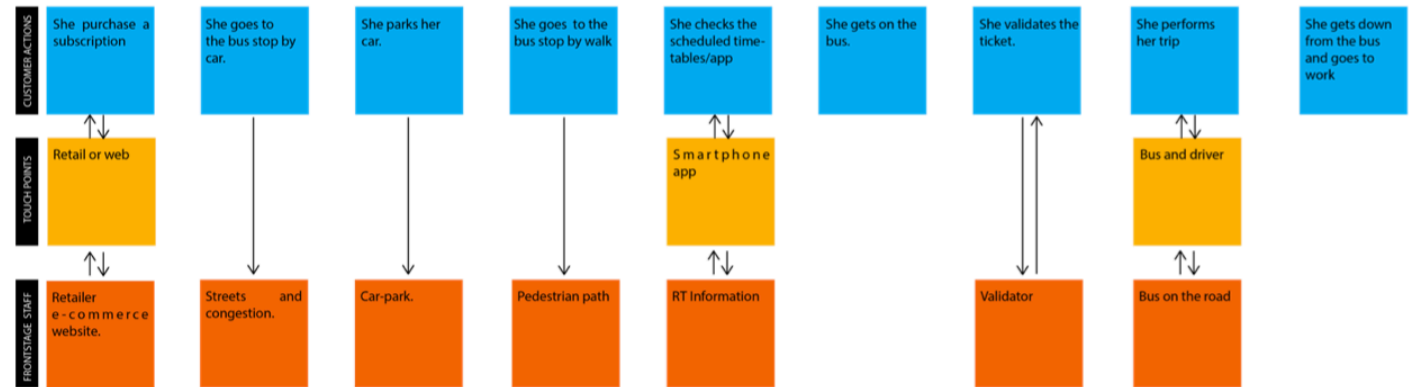 CUSTOMER ACTIONS
She purchase a
subscription
She goes to
the bus stop by
car.
She parks her
car.
She goes to the
bus stop by walk
She checks the
scheduled time-
tables/app
She gets on the
bus.
She validates the
ticket.
She performs
her trip
She gets down
from the bus
and goes to
work
TOUCH POINTS
Retail or web
Smartphone
app
Bus and driver
FRONTSTAGE STAFF
Retailer
e-commerce
website.
Streets and
congestion.
Car-park.
Pedestrian path
RT Information
Validator
Bus on the road